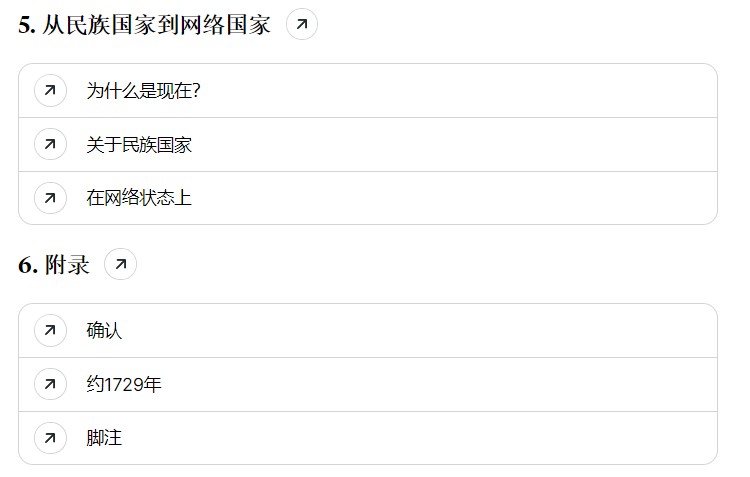 5. 从民族国家到网络国家
为什么是现在？
关于民族国家
在网络状态上
6. 附录
确认
约1729年
脚注